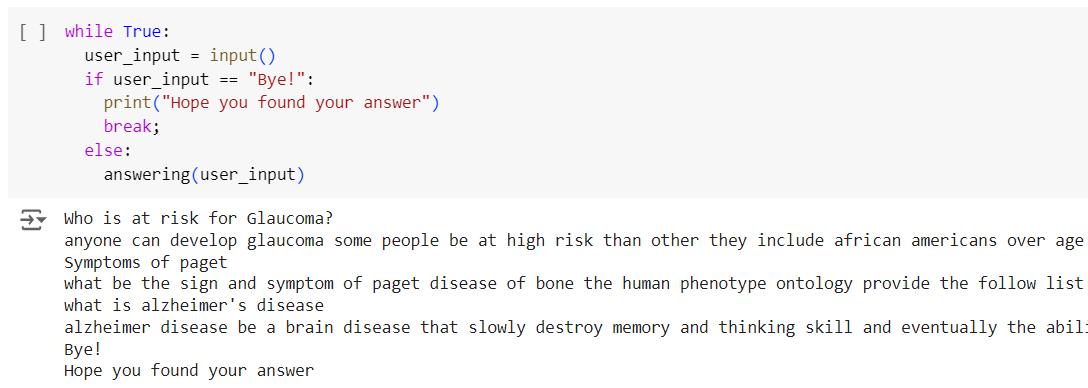 [ ] while True:
user_input = input()
if user_input == "Bye!":
print("Hope you found your answer")
break;
else:
answering(user_input)
Who is at risk for Glaucoma?
anyone can develop glaucoma some people be at high risk than other they include african americans over age
Symptoms of paget
what be the sign and symptom of paget disease of bone the human phenotype ontology provide the follow list
what is alzheimer's disease
alzheimer disease be a brain disease that slowly destroy memory and thinking skill and eventually the
Bye!
Hope you found your answer